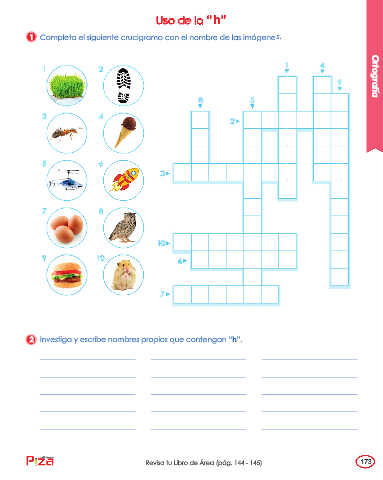 Uso de la "h"
1 Completa el siguiente crucigrama con el nombre de las imágenes.
Ortografía
1 2
3 4
5 6
7 8
9 10
1 4
9
8 5
2
3
10
6
7
2 Investiga y escribe nombres propios que contengan "h".
Piza
Revisa tu Libro de Área (pág. 144 - 145)
173